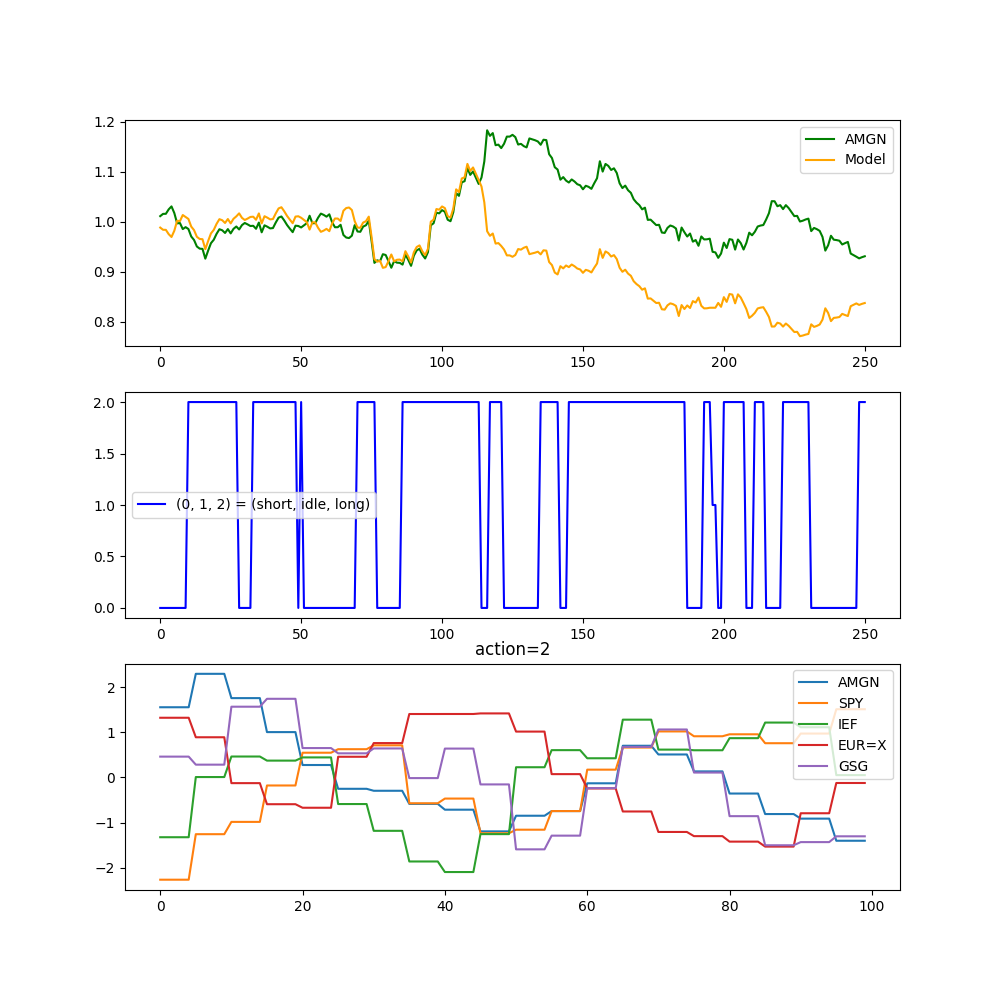 1.2
1.1
1.0
0.9
0.8
AMGN
Model
0 50 100 150 200 250
2.0
1.5
1.0
0.5
0.0
(0, 1, 2) = (short, idle, long)
0 50 100 150 200 250
action=2
2
1
0
−1
−2
AMGN
SPY
IEF
EUR=X
GSG
0 20 40 60 80 100